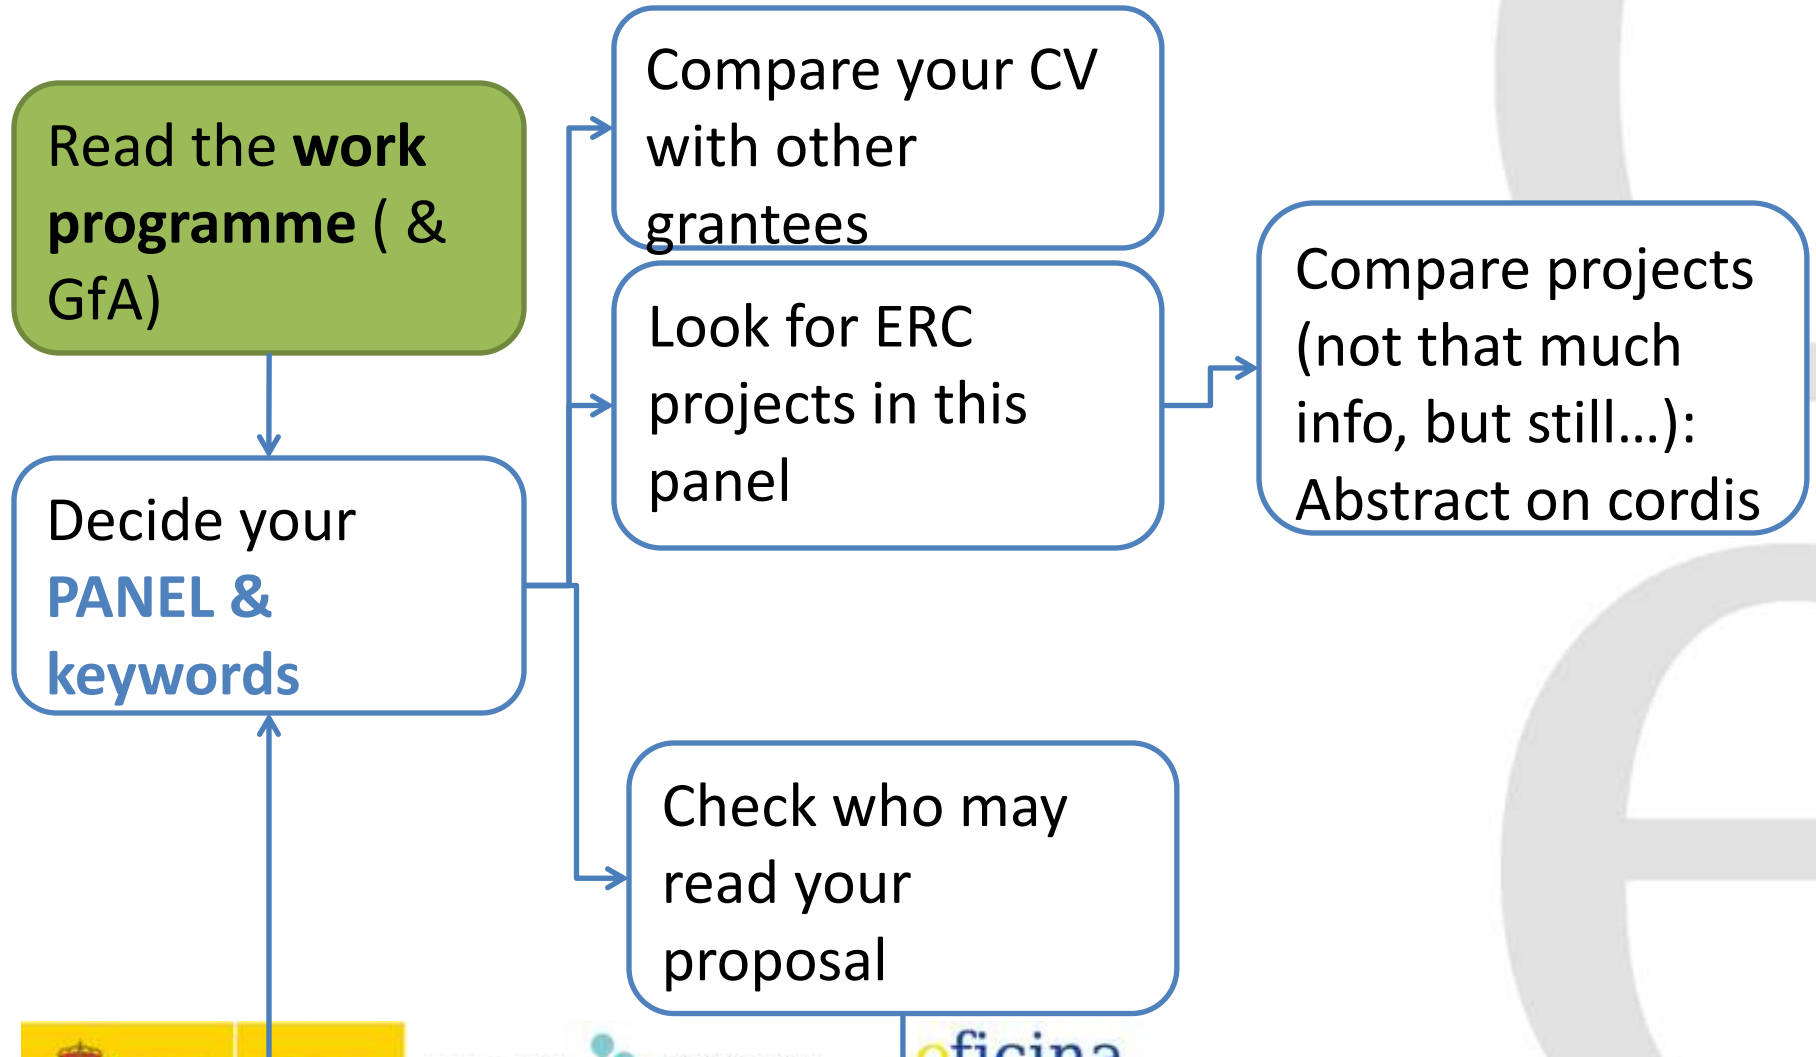 Read the work
programme ( &
GfA)
Decide your
PANEL &
keywords
Compare your CV
with other
grantees
Look for ERC
projects in this
panel
Compare projects
(not that much
info, but still…):
Abstract on cordis
Check who may
read your
proposal
oficina